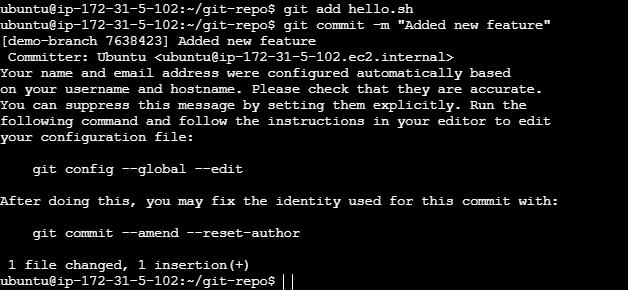 ubuntu@ip-172-31-5-102:~/git-repo$ git add hello.sh
ubuntu@ip-172-31-5-102:~/git-repo$ git commit -m "Added new feature"
[demo-branch 7638423] Added new feature
 Committer: Ubuntu <ubuntu@ip-172-31-5-102.ec2.internal>
Your name and email address were configured automatically based
on your username and hostname. Please check that they are accurate.
You can suppress this message by setting them explicitly. Run the
following command and follow the instructions in your editor to edit
your configuration file:

    git config --global --edit

After doing this, you may fix the identity used for this commit with:

    git commit --amend --reset-author

 1 file changed, 1 insertion(+)
ubuntu@ip-172-31-5-102:~/git-repo$